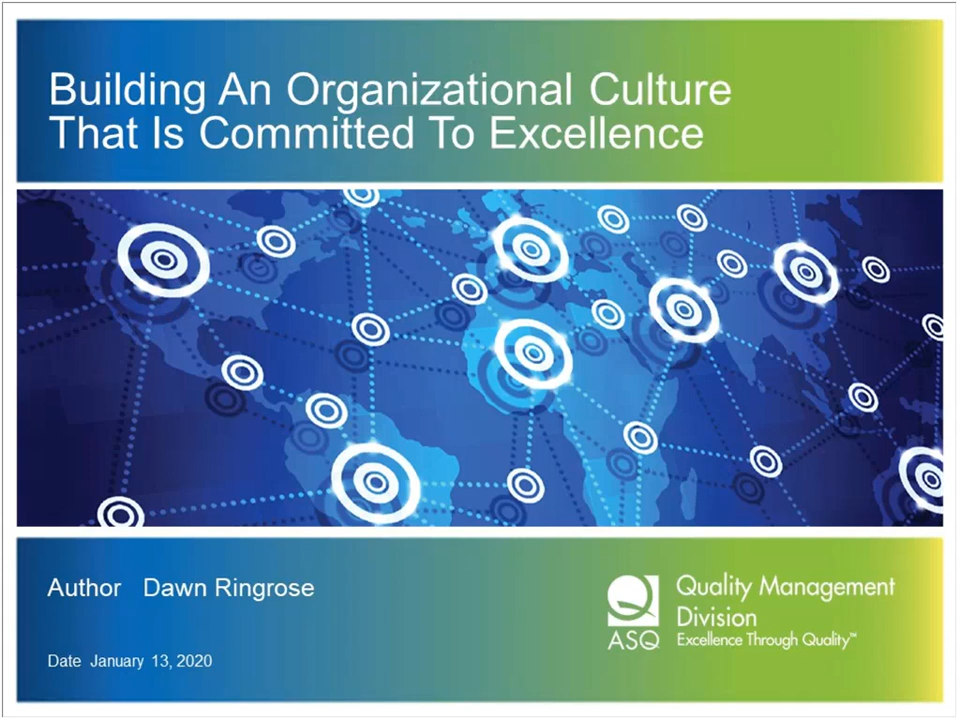 Building An Organizational Culture
That Is Committed To Excellence
Author Dawn Ringrose
Date January 13, 2020
ASQ
Quality Management
Division
Excellence Through Quality™